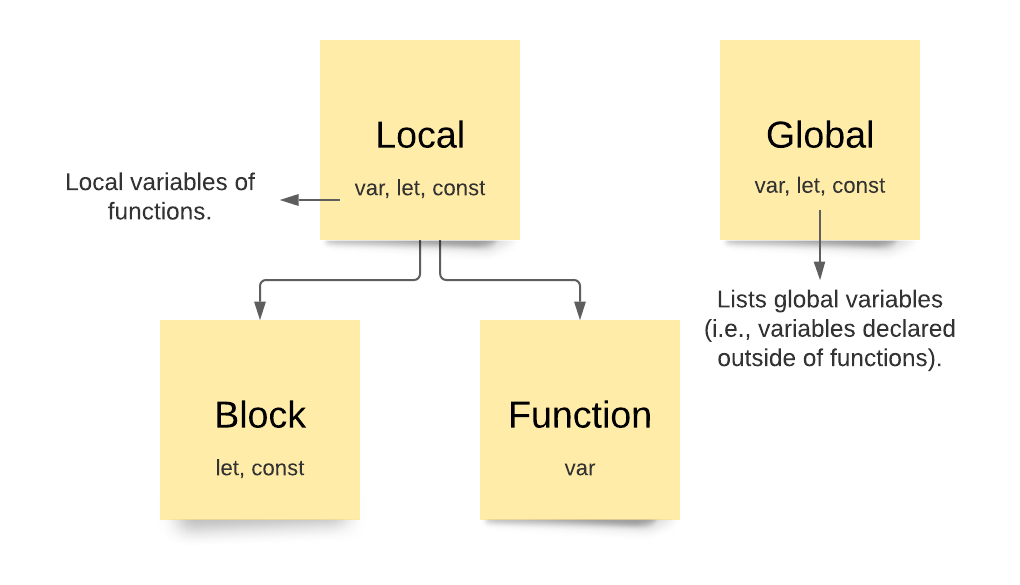 Local
var, let, const
Local variables of
functions.
Global
var, let, const
Lists global variables
(i.e., variables declared
outside of functions).
Block
let, const
Function
var